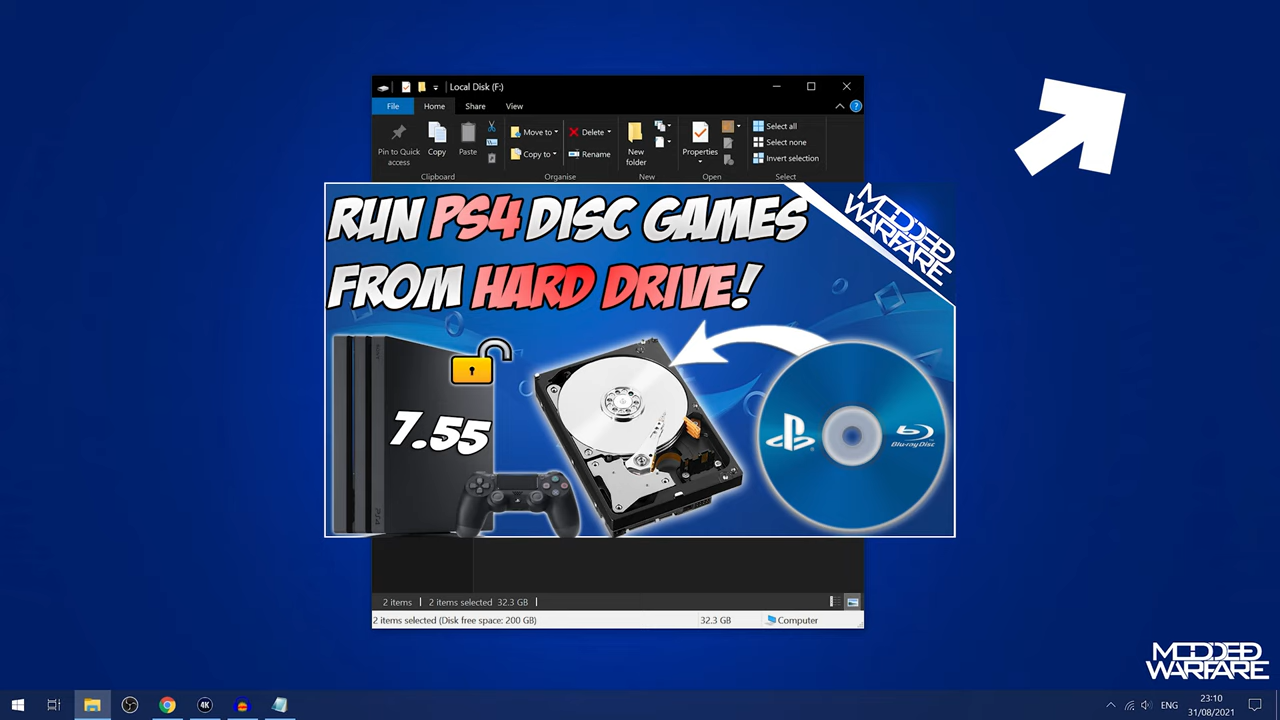 Local Disk (F:)
File
Home
Share
View
Pin to Quick
access
Copy
Paste
Move to
Copy to
Delete
Rename
New
folder
Properties
Select all
Select none
Invert selection
Clipboard
Organise
New
Open
Select
RUN PS4 DISC GAMES
FROM HARD DRIVE!
MODDED
WARFARE
7.55
SONY
PS4
Blu-ray Disc
2 items
2 items selected 32.3 GB
2 items selected (Disk free space: 200 GB)
32.3 GB
Computer
MODDED
WARFARE
4K
ENG
23:10
31/08/2021